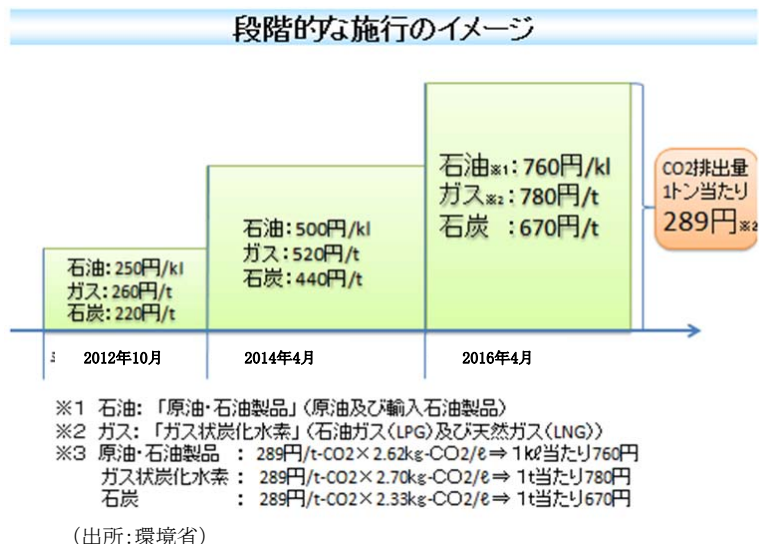 段階的な施行のイメージ
石油※1:760円/kl
ガス※2:780円/t
石炭 :670円/t
CO2排出量
1トン当たり
289円※2
石油:500円/kl
ガス:520円/t
石炭:440円/t
石油:250円/kl
ガス:260円/t
石炭:220円/t
2012年10月
2014年4月
2016年4月
※1 石油: 「原油・石油製品」(原油及び輸入石油製品)
※2 ガス: 「ガス状炭化水素」(石油ガス(LPG)及び天然ガス(LNG))
※3 原油・石油製品 : 289円/t-CO2×2.62kg-CO2/ℓ⇒ 1kℓ当たり760円
ガス状炭化水素 : 289円/t-CO2×2.70kg-CO2/ℓ⇒ 1t当たり780円
石炭 : 289円/t-CO2×2.33kg-CO2/ℓ⇒ 1t当たり670円
(出所:環境省)